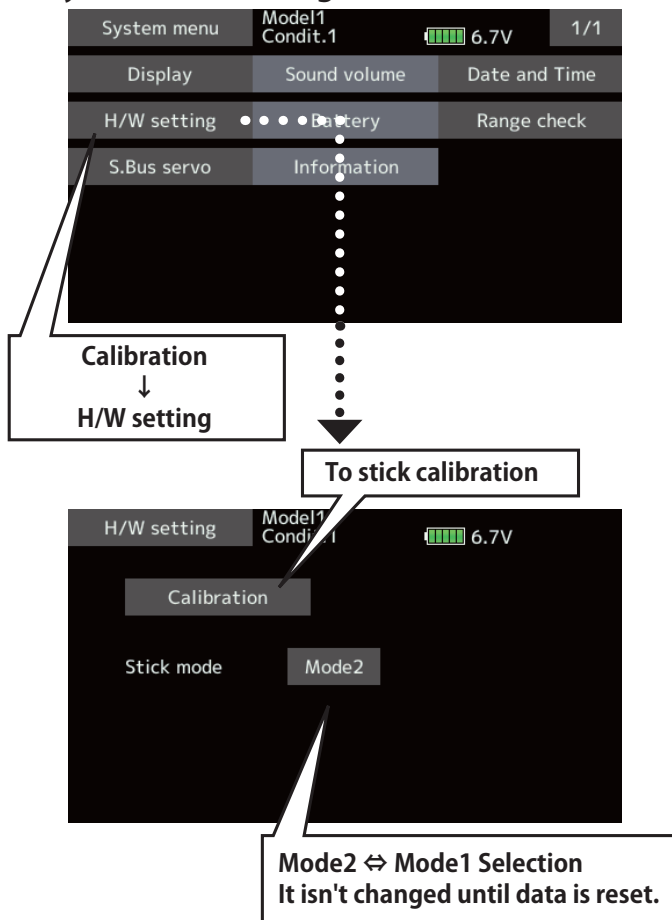 System menu
Model1
Condit.1
6.7V
1/1
Display
Sound volume
Date and Time
H/W setting
Battery
Range check
S.Bus servo
Information
Calibration
↓
H/W setting
To stick calibration
H/W setting
Model1
Condit.1
6.7V
Calibration
Stick mode
Mode2
Mode2 ⇔ Mode1 Selection
It isn't changed until data is reset.